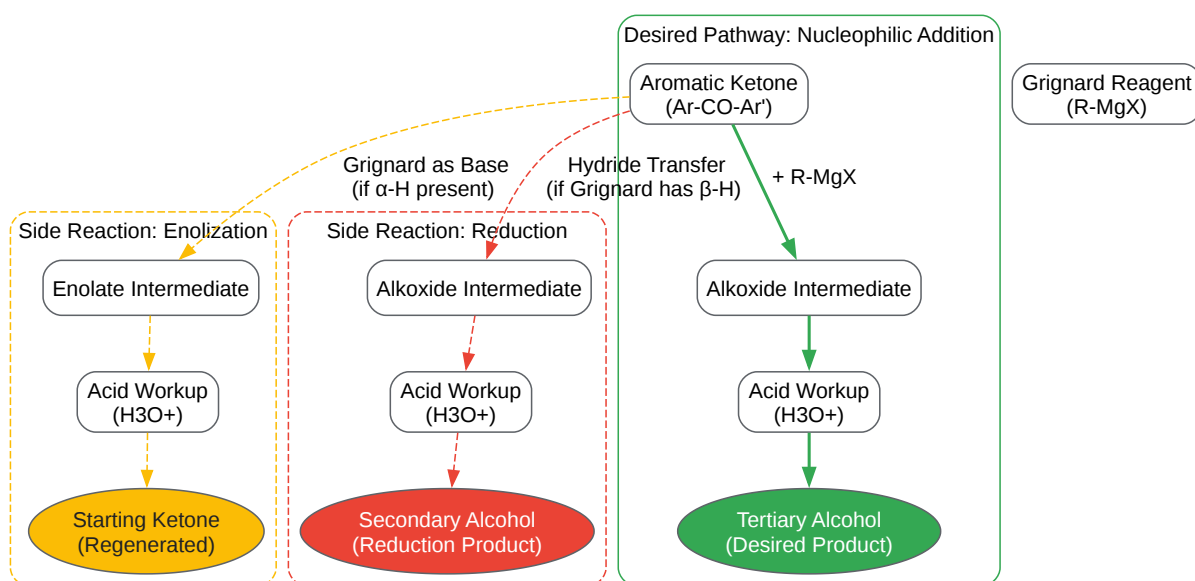 Desired Pathway: Nucleophilic Addition
Aromatic Ketone
(Ar-CO-Ar')
Grignard Reagent
(R-MgX)
Grignard as Base
(if α-H present)
Hydride Transfer
(if Grignard has β-H)
+ R-MgX
Side Reaction: Enolization
Side Reaction: Reduction
Enolate Intermediate
Alkoxide Intermediate
Alkoxide Intermediate
Acid Workup
(H3O+)
Acid Workup
(H3O+)
Acid Workup
(H3O+)
Starting Ketone
(Regenerated)
Secondary Alcohol
(Reduction Product)
Tertiary Alcohol
(Desired Product)